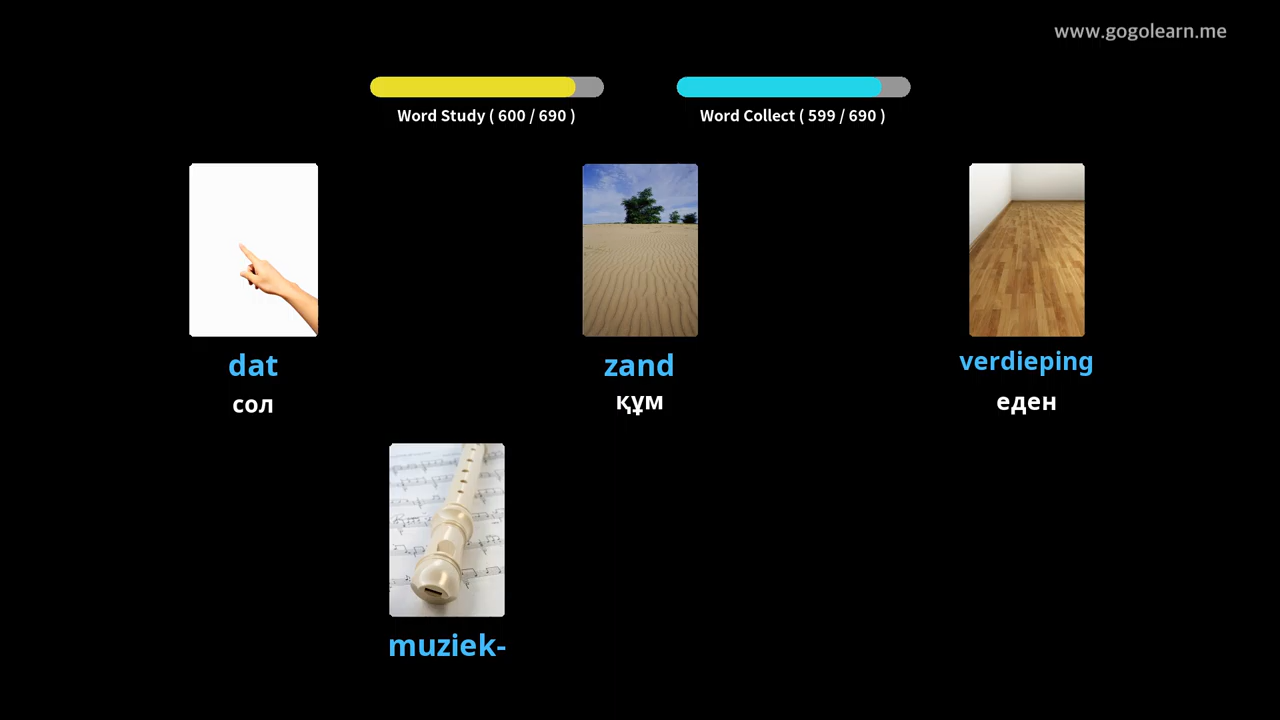 www.gogolearn.me
Word Study ( 600 / 690 )
Word Collect ( 599 / 690 )
dat
zand
verdieping
сол
құм
еден
muziek-